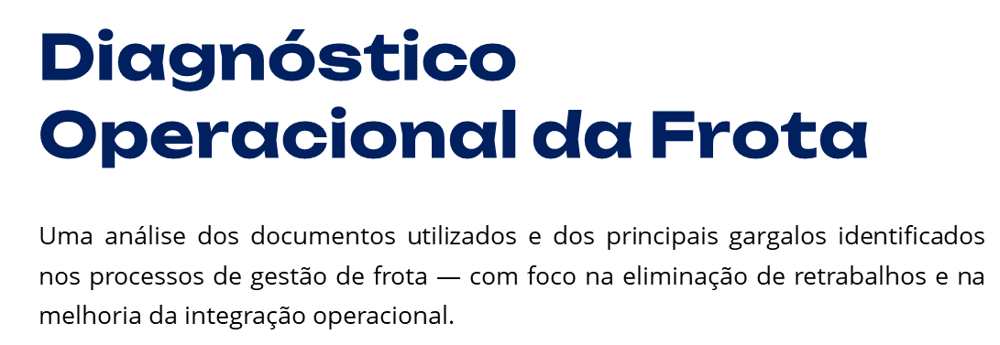 Diagnóstico
Operacional da Frota
Uma análise dos documentos utilizados e dos principais gargalos identificados
nos processos de gestão de frota — com foco na eliminação de retrabalhos e na
melhoria da integração operacional.